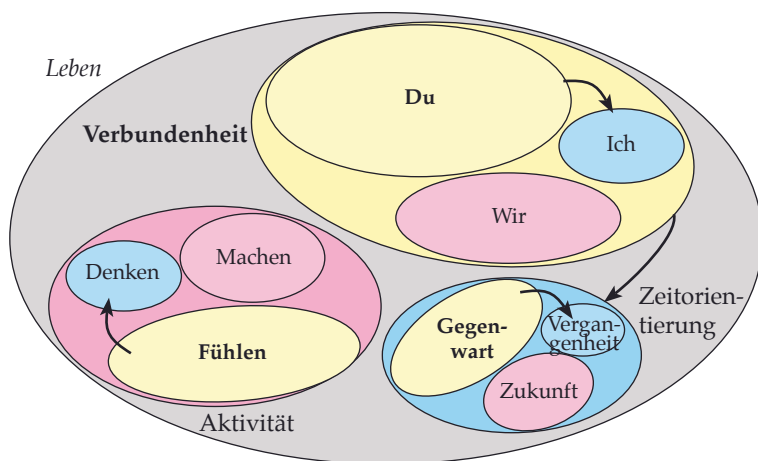 Leben
Du
Verbundenheit
Ich
Wir
Denken
Machen
Fühlen
Aktivität
Gegen-
wart
Vergan-
genheit
Zukunft
Zeitorien-
tierung